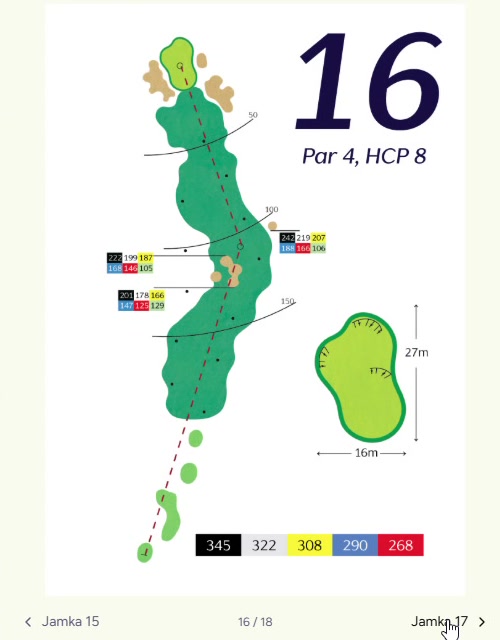 16
Par 4, HCP 8
50
100
242 219 207
188 166 106
222 199 187
168 146 105
201 178 166
147 125 129
150
27m
16m
345 322 308 290 268
Jamka 15
16 / 18
Jamka 17